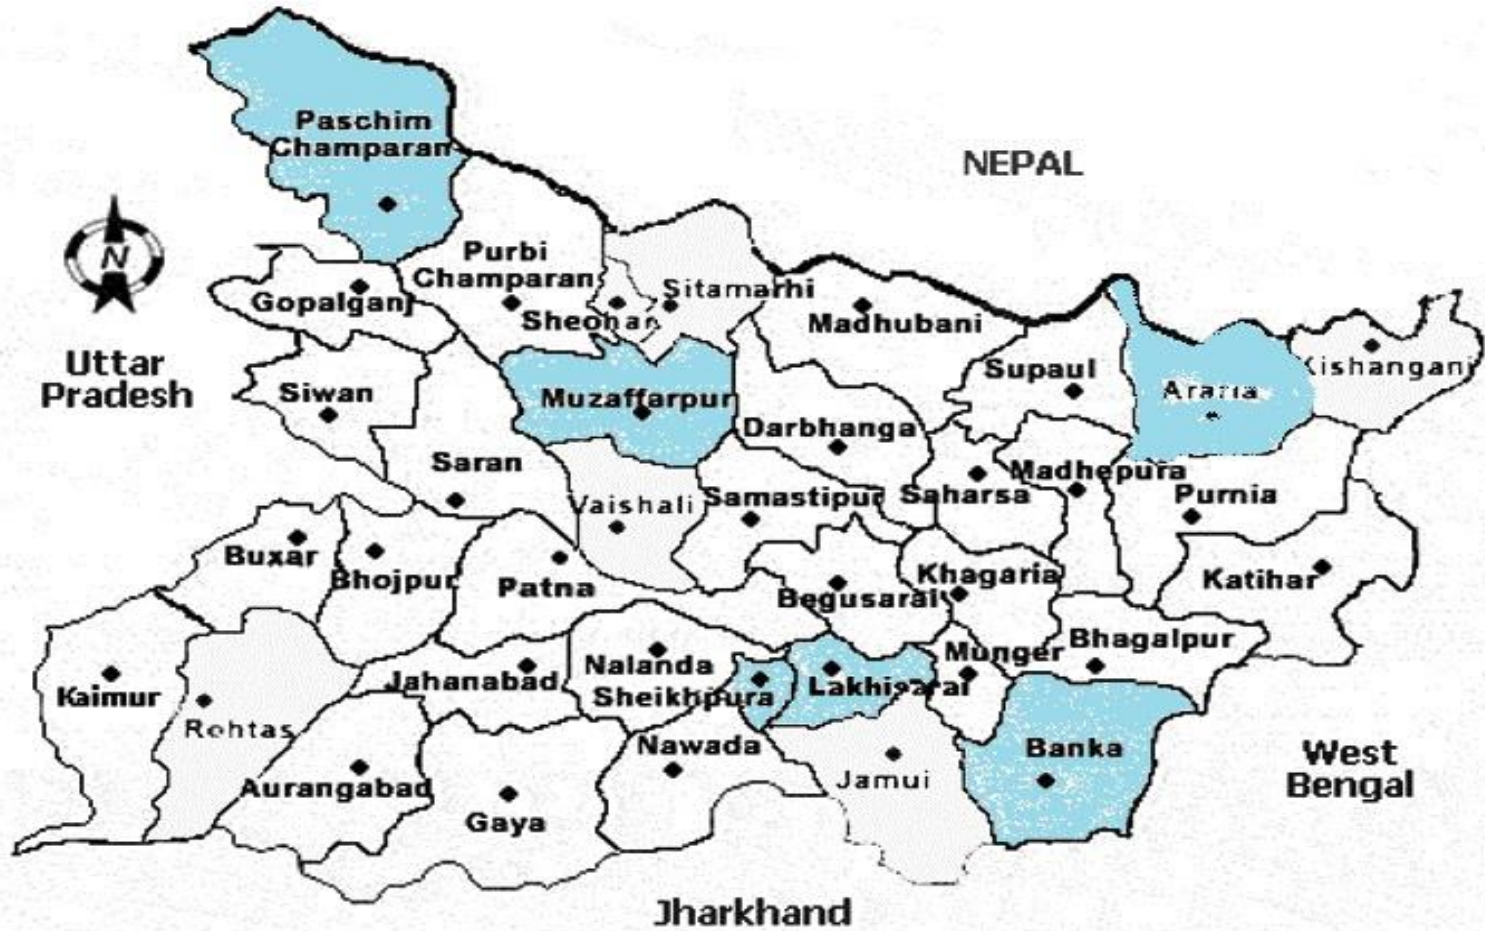 Paschim
Champaran
NEPAL
N
Purbi
Champaran
Gopalganj
Sheohar
Sitamarhi
Madhubani
Uttar
Pradesh
Siwan
Muzaffarpur
Supaul
Araria
Kishanganj
Darbhanga
Saran
Vaishali
Samastipur
Saharsa
Madhepura
Purnia
Buxar
Bhojpur
Patna
Begusarai
Khagaria
Katihar
Bhagalpur
Munger
Kaimur
Rohtas
Jahanabad
Nalanda
Sheikhpura
Lakhisarai
Nawada
Jamui
Banka
West
Bengal
Aurangabad
Gaya
Jharkhand